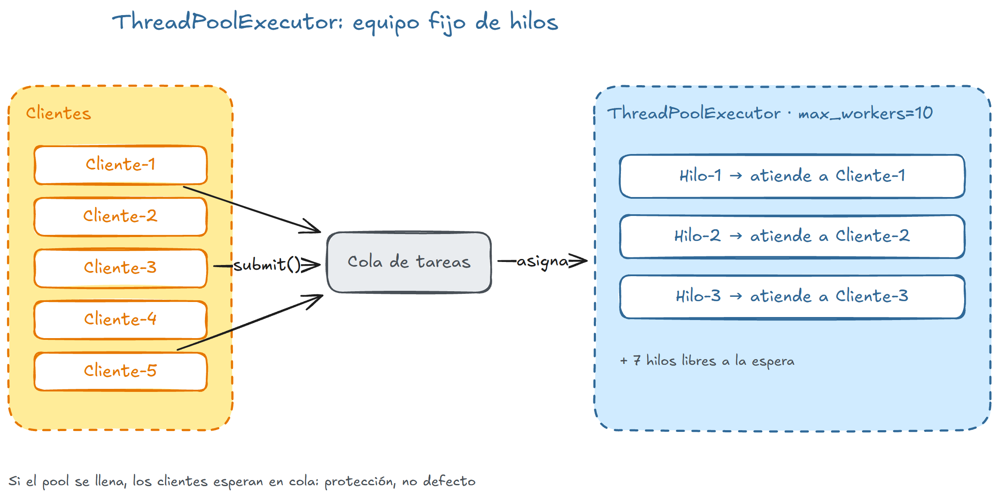 ThreadPoolExecutor: equipo fijo de hilos
Clientes
Cliente-1
Cliente-2
Cliente-3
Cliente-4
Cliente-5
submit()
Cola de tareas
asigna
ThreadPoolExecutor · max_workers=10
Hilo-1 → atiende a Cliente-1
Hilo-2 → atiende a Cliente-2
Hilo-3 → atiende a Cliente-3
+ 7 hilos libres a la espera
Si el pool se llena, los clientes esperan en cola: protección, no defecto